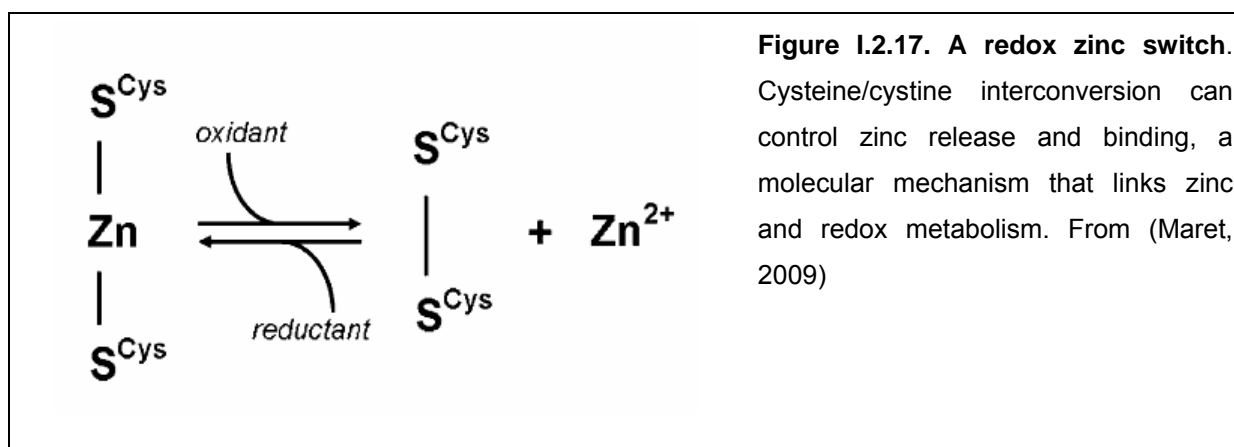 S^Cys
oxidant
Zn
S^Cys
reductant
S^Cys
S^Cys
+ Zn^2+
Figure I.2.17. A redox zinc switch.
Cysteine/cystine interconversion can
control zinc release and binding, a
molecular mechanism that links zinc
and redox metabolism. From (Maret,
2009)